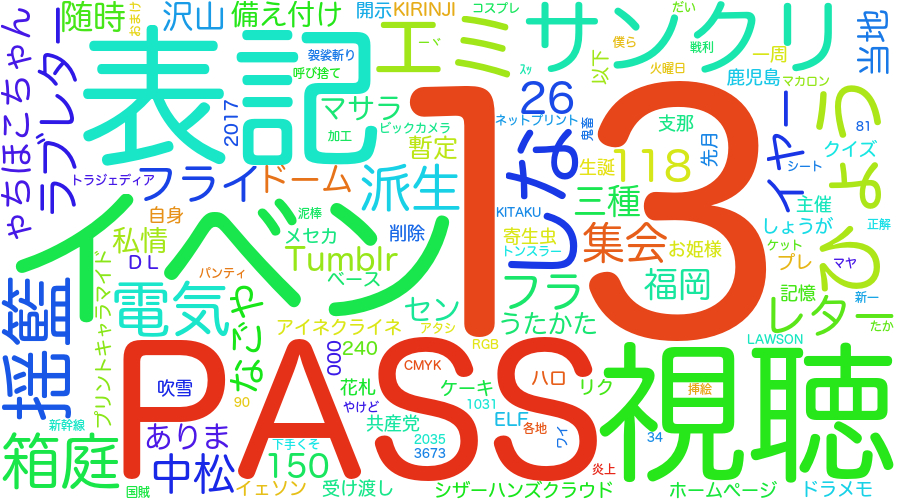 随時
沢山
備え付け
おまけ
開示
KIRINJI
コスプレ
だい
エミ
サンクリ
当地
袈裟斬り
呼び捨て
ーヾ
僕ら
戦利
一周
火曜日
以下
鹿児島
マカロン
表記
2017
マサラ
加工
ビックカメラ
暫定
26
ネットプリント
鬼畜
支那
先月
イヤー
ひょう
81
クイズ
シート
ゃちほこちゃん
ラブレター
トラジェディア
フライ
ドーム
派生
13
しな
生誕
118
三種
主催
しょうが
正解
KITAKU
トンスラー
自身
泥棒
メセカ
削除
私情
イベン
Tumblr
寄生虫
集会
お姫様
ケット
プレ
マヤ
DL
パンティ
ベース
揺籃
電気
なごや
プリントキャラマイド
セン
フラ
福岡
記憶
新一
レター
たか
うたかた
アイネクライネ
アタシ
RGB
LAWSON
000
240
PASS
CMYK
視聴
吹雪
花札
ケーキ
ハロ
リク
挿絵
90
やけど
1031
新幹線
共産党
ELF
各地
ワイ
34
箱庭
ありま
下手くそ
2035
3673
中松
150
炎上
国賊
イェソン
受け渡し
シザーハンズクラウド
ホームページ
ドラメモ